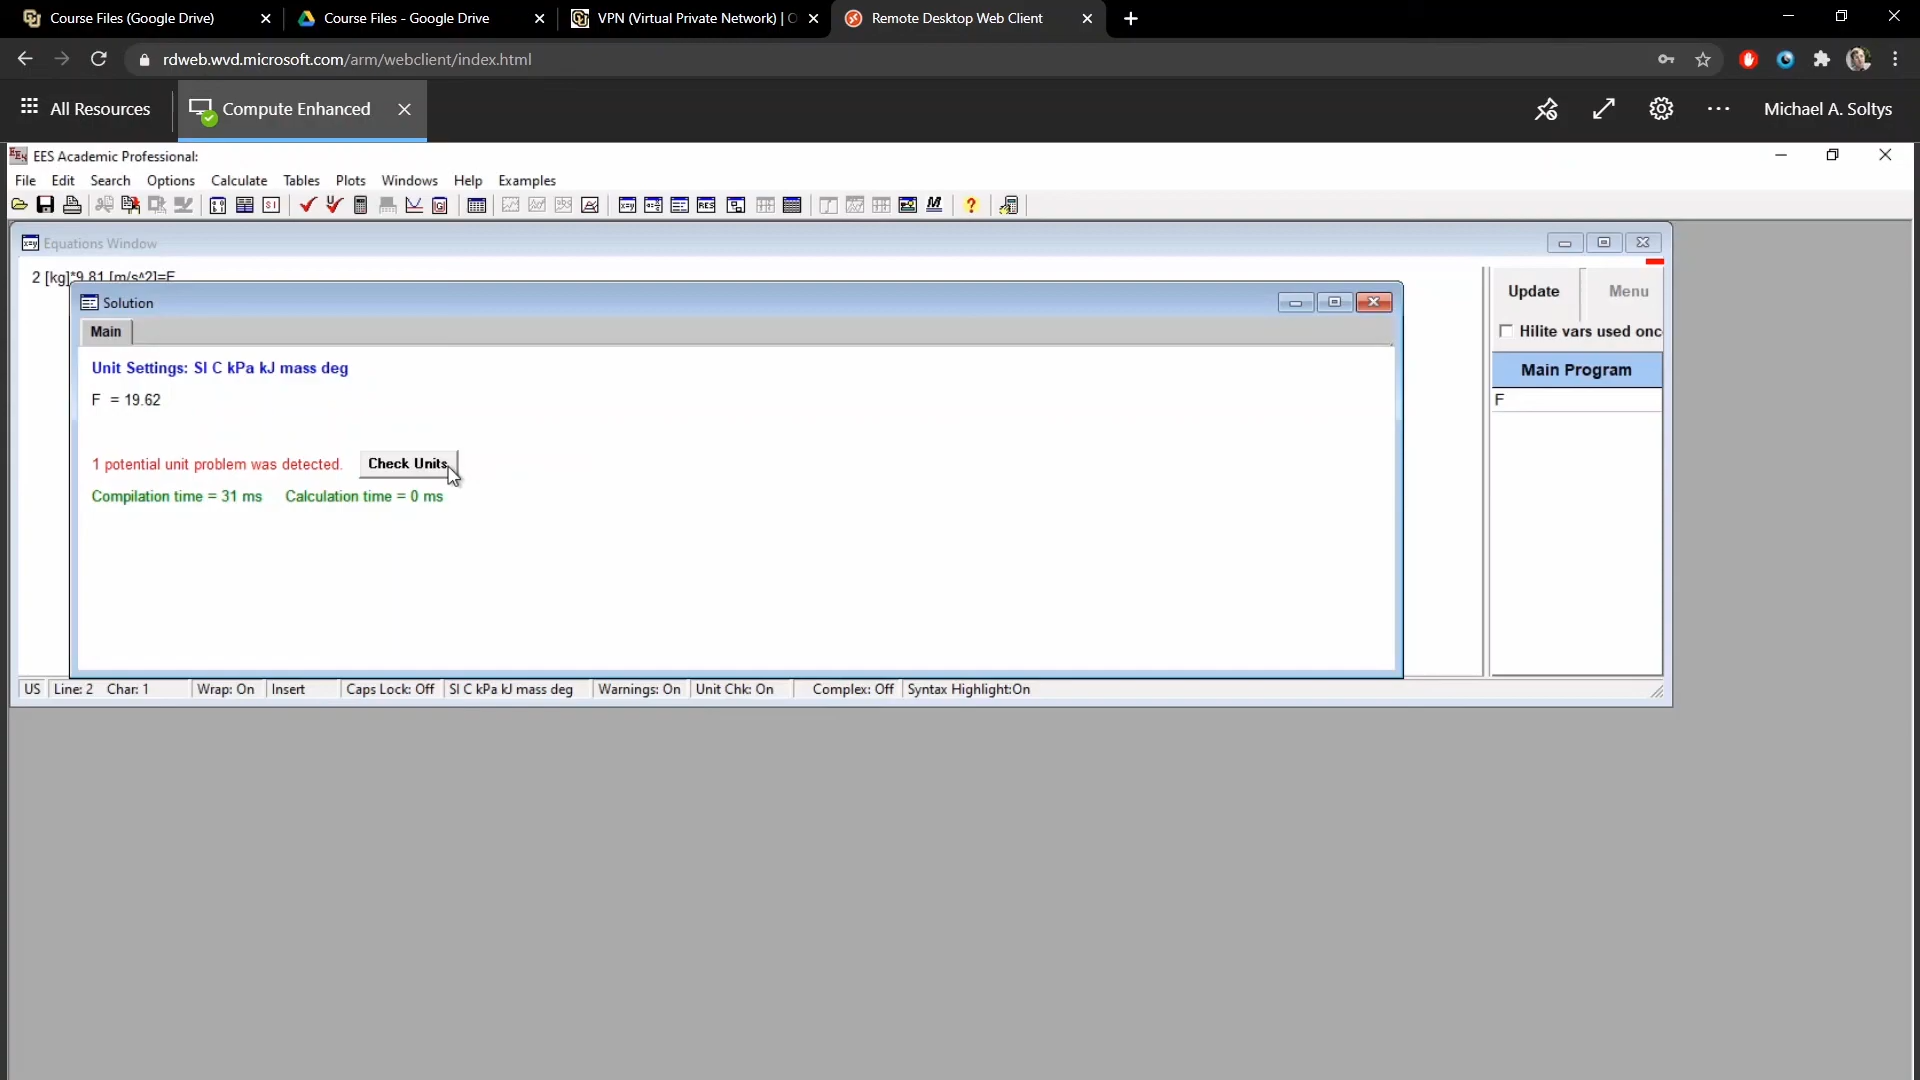 Course Files (Google Drive)
Course Files - Google Drive
VPN (Virtual Private Network) | O
Remote Desktop Web Client
rdweb.wvd.microsoft.com/arm/webclient/index.html
All Resources
Compute Enhanced
Michael A. Soltys
EES Academic Professional:
File Edit Search Options Calculate Tables Plots Windows Help Examples
Equations Window
2 [kg]*9.81 [m/s^2]=F
Solution
Main
Unit Settings: SI C kPa kJ mass deg
F = 19.62
1 potential unit problem was detected. Check Units
Compilation time = 31 ms Calculation time = 0 ms
Update Menu
Hilite vars used onc
Main Program
F
US Line: 2 Char: 1 Wrap: On Insert Caps Lock: Off SI C kPa kJ mass deg Warnings: On Unit Chk: On Complex: Off Syntax Highlight:On